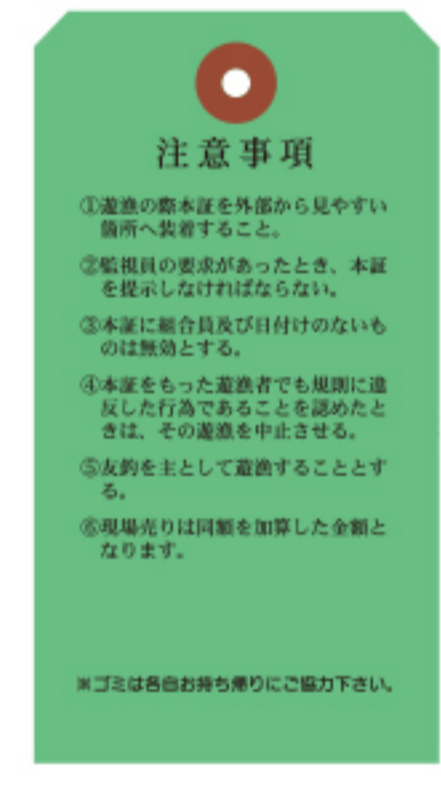 注意事項
①遊漁の際本証を外部から見やすい
箇所へ装着すること。
②監視員の要求があったとき、本証
を提示しなければならない。
③本証に組合員及び日付けのないも
のは無効とする。
④本証をもった遊漁者でも規則に違
反した行為であることを認めたと
きは、その遊漁を中止させる。
⑤友釣を主として遊漁することとす
る。
⑥現場売りは同額を加算した金額と
なります。
※ゴミは各自お持ち帰りにご協力下さい。